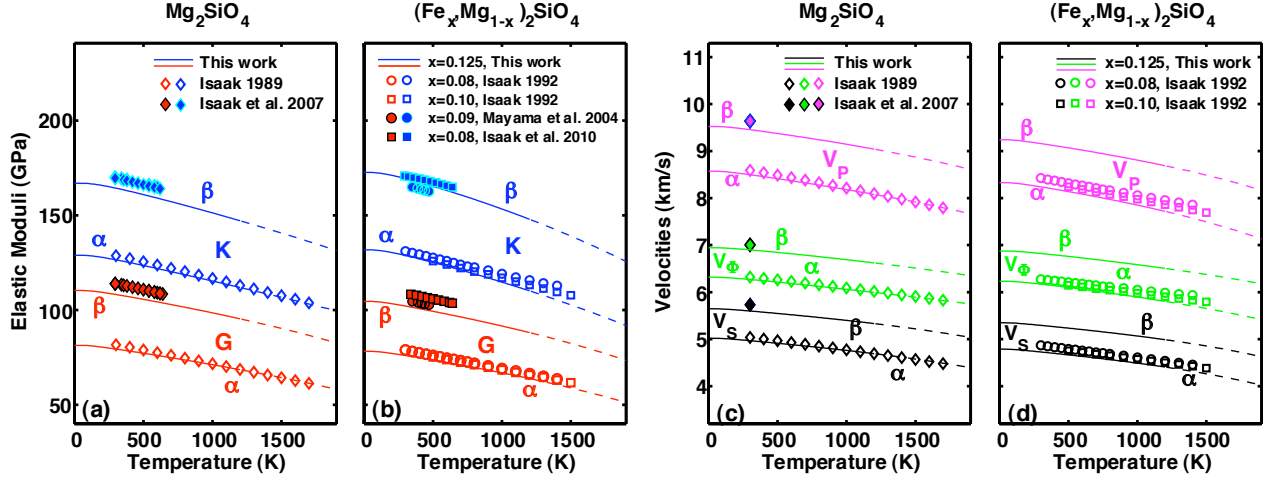 Mg2SiO4
(Fex,Mg1-x)2SiO4
Mg2SiO4
(Fex,Mg1-x)2SiO4
Elastic Moduli (GPa)
200
150
100
50
This work
Isaak 1989
Isaak et al. 2007
β
α
K
β
G
α
(a)
0
500
1000
1500
Temperature (K)
x=0.125, This work
x=0.08, Isaak 1992
x=0.10, Isaak 1992
x=0.09, Mayama et al. 2004
x=0.08, Isaak et al. 2010
β
α
K
β
G
α
(b)
0
500
1000
1500
Temperature (K)
Velocities (km/s)
11
10
9
8
7
6
5
4
This work
Isaak 1989
Isaak et al. 2007
β
VP
α
β
VΦ
α
VS
β
α
(c)
0
500
1000
1500
Temperature (K)
x=0.125, This work
x=0.08, Isaak 1992
x=0.10, Isaak 1992
β
VP
α
β
VΦ
α
β
VS
α
(d)
0
500
1000
1500
Temperature (K)